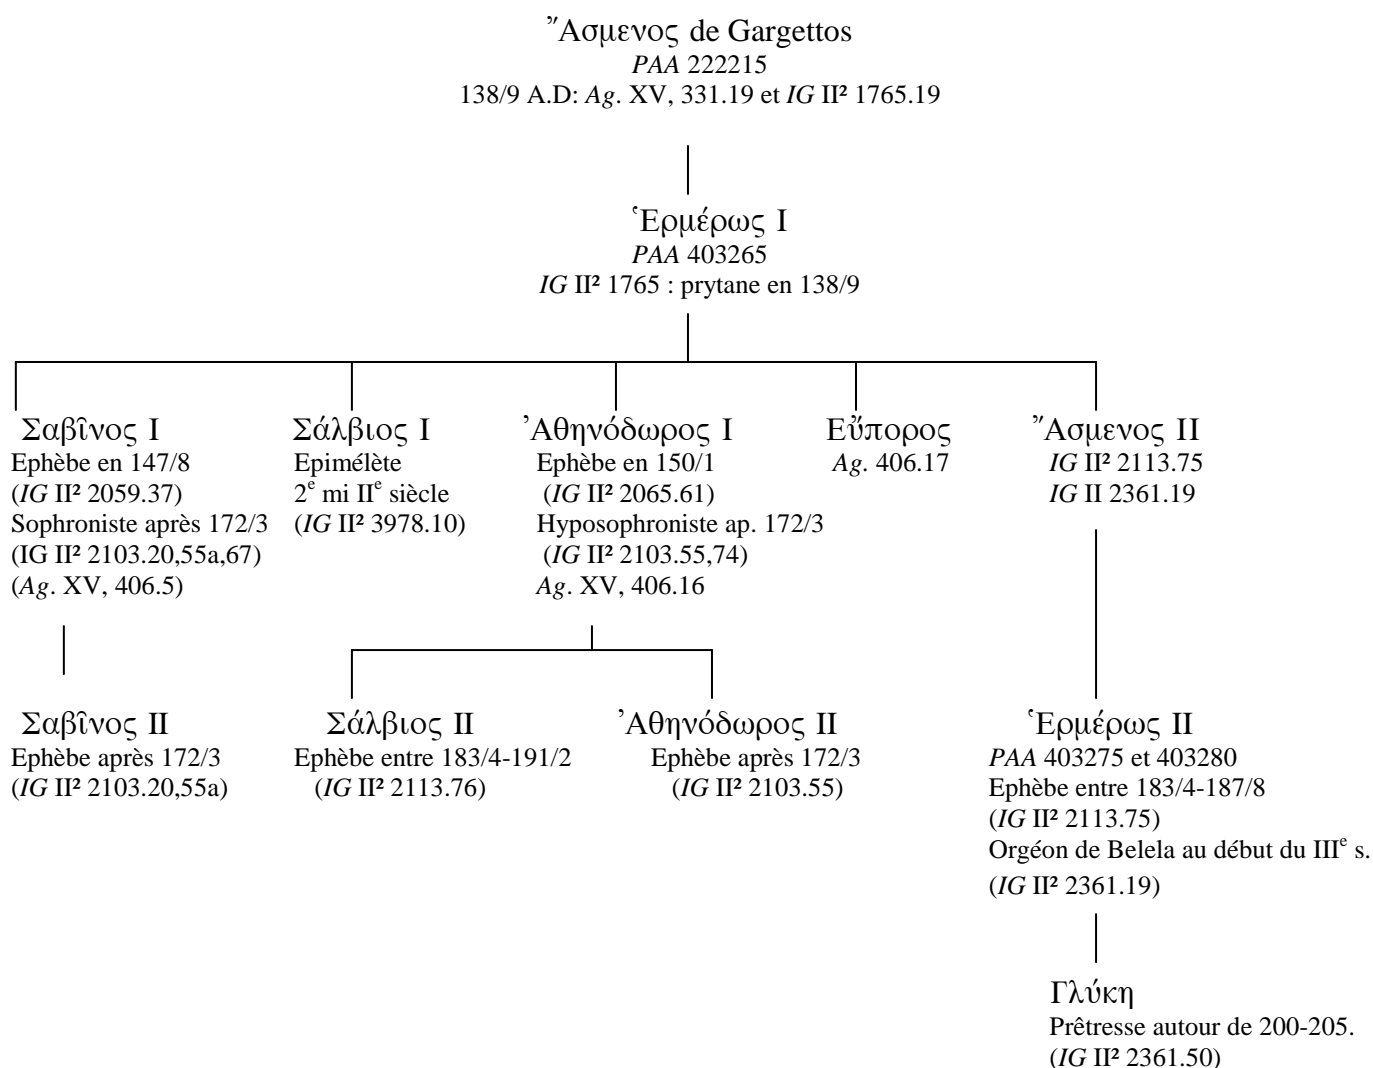 Ἄσμενος de Gargettos
PAA 222215
138/9 A.D: Ag. XV, 331.19 et IG II² 1765.19
Ἑρμέρως I
PAA 403265
IG II² 1765 : prytane en 138/9
Σαβῖνος I
Ephèbe en 147/8
(IG II² 2059.37)
Sophroniste après 172/3
(IG II² 2103.20,55a,67)
(Ag. XV, 406.5)
Σάλβιος I
Epimélète
2e mi IIe siècle
(IG II² 3978.10)
Ἀθηνόδωρος I
Ephèbe en 150/1
(IG II² 2065.61)
Hyposophroniste ap. 172/3
(IG II² 2103.55,74)
Ag. XV, 406.16
Εὔπορος
Ag. 406.17
Ἄσμενος II
IG II² 2113.75
IG II 2361.19
Σαβῖνος II
Ephèbe après 172/3
(IG II² 2103.20,55a)
Σάλβιος II
Ephèbe entre 183/4-191/2
(IG II² 2113.76)
Ἀθηνόδωρος II
Ephèbe après 172/3
(IG II² 2103.55)
Ἑρμέρως II
PAA 403275 et 403280
Ephèbe entre 183/4-187/8
(IG II² 2113.75)
Orgéon de Belela au début du IIIe s.
(IG II² 2361.19)
Γλύκη
Prêtresse autour de 200-205.
(IG II² 2361.50)